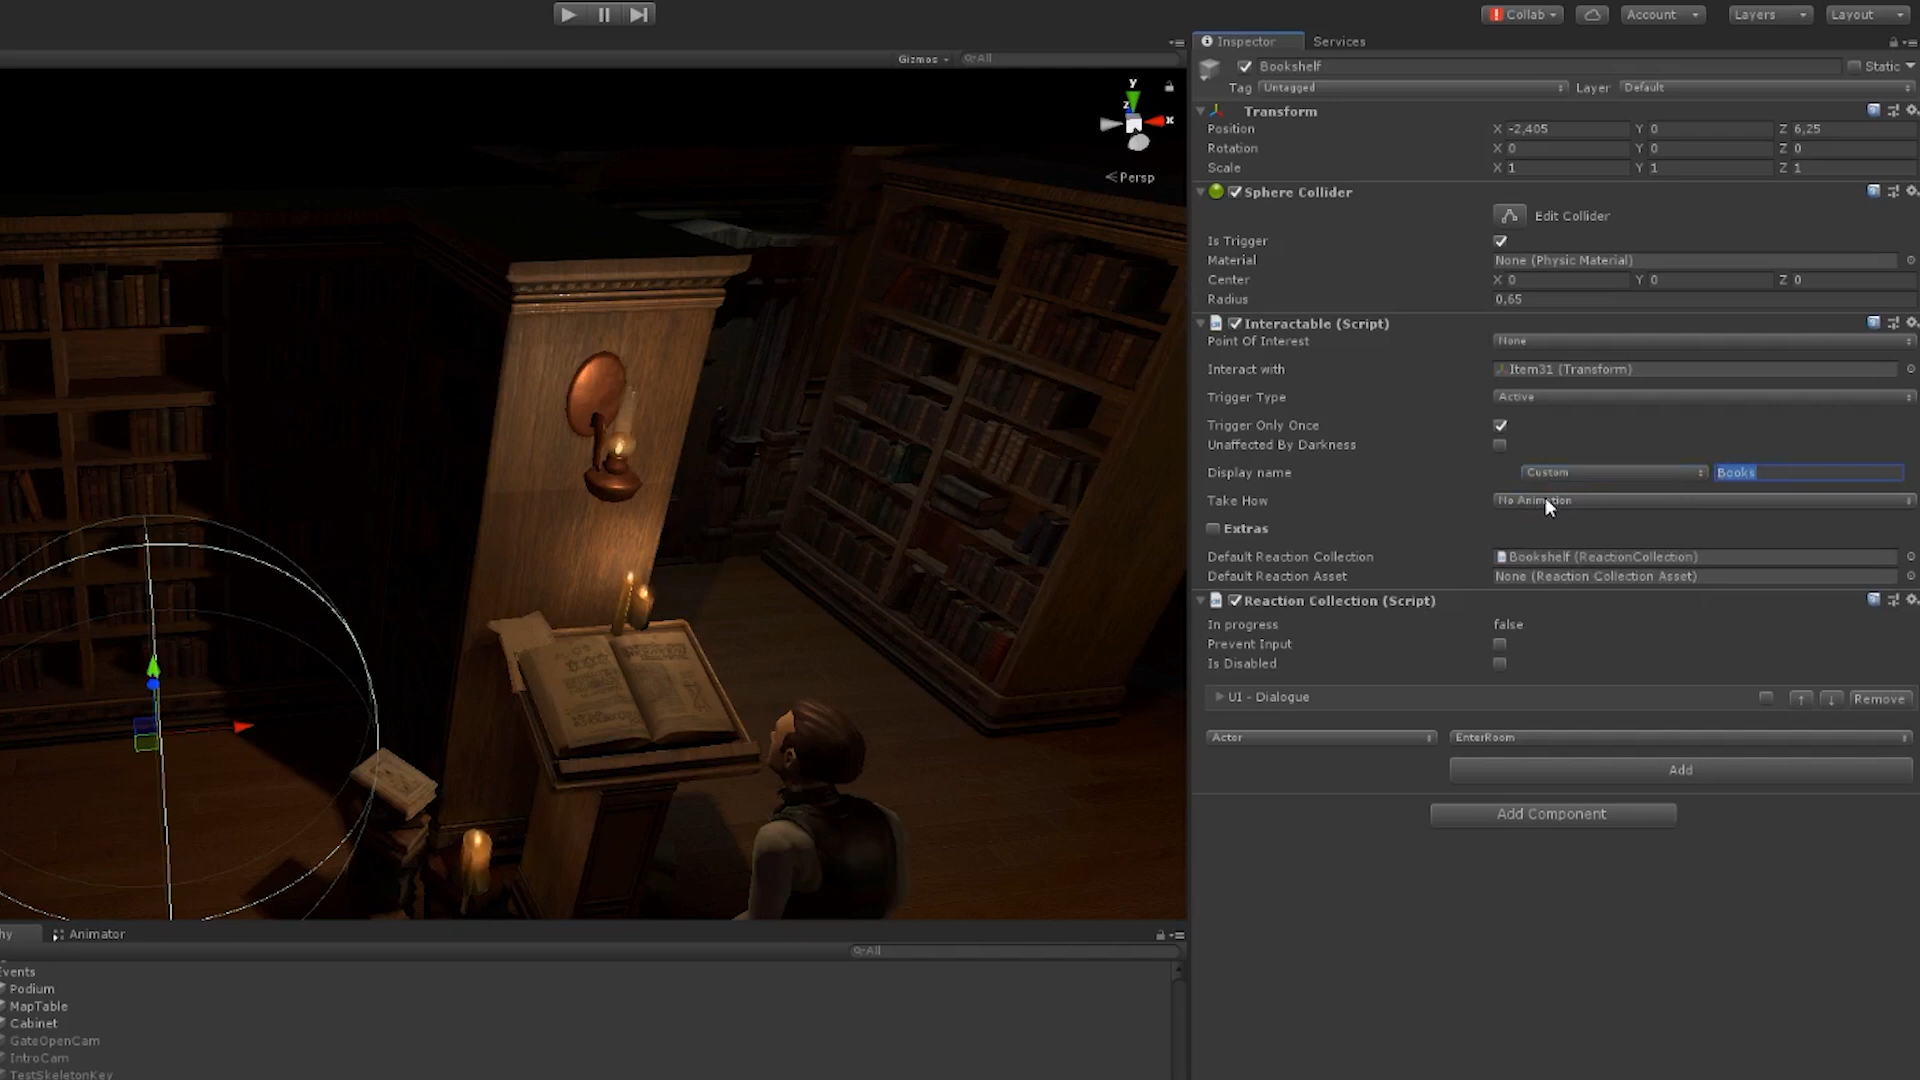 Collab
Account
Layers
Layout
Inspector
Services
Gizmos
All
Bookshelf
Static
Tag Untagged
Layer Default
Transform
Position X -2,405 Y 0 Z 6,25
Rotation X 0 Y 0 Z 0
Scale X 1 Y 1 Z 1
Sphere Collider
Edit Collider
Is Trigger
Material None (Physic Material)
Center X 0 Y 0 Z 0
Radius 0,65
Interactable (Script)
Point Of Interest None
Interact with Item31 (Transform)
Trigger Type Active
Trigger Only Once
Unaffected By Darkness
Display name Custom Books
Take How No Animation
Extras
Default Reaction Collection Bookshelf (ReactionCollection)
Default Reaction Asset None (Reaction Collection Asset)
Reaction Collection (Script)
In progress false
Prevent Input
Is Disabled
UI - Dialogue Remove
Actor EnterRoom
Add
Add Component
y
z
x
Persp
hy Animator
All
Events
Podium
MapTable
Cabinet
GateOpenCam
IntroCam
TestSkeletonKey